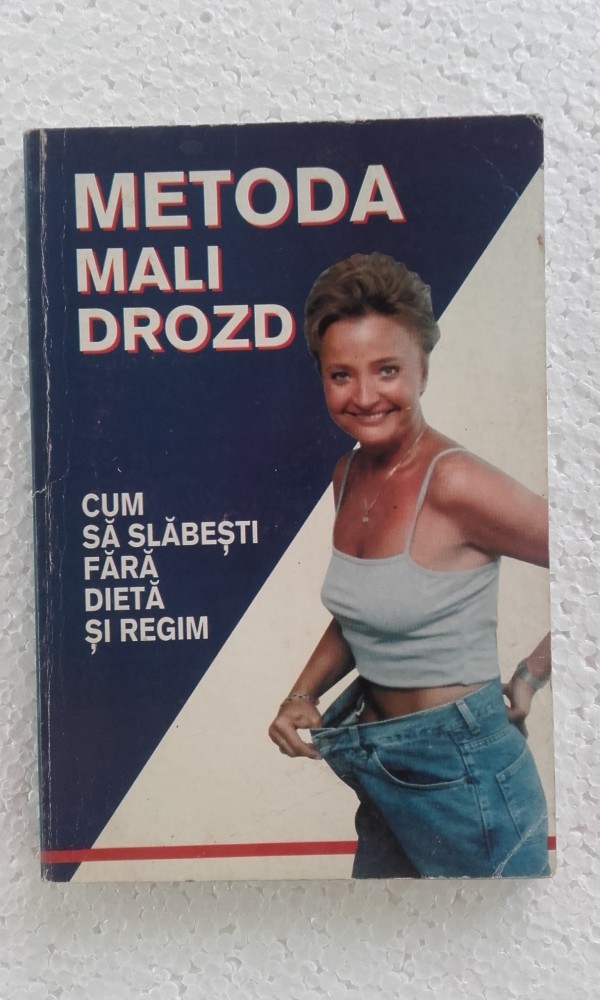 METODA
MALI
DROZD
CUM
SĂ SLĂBEȘTI
FĂRĂ
DIETĂ
ȘI REGIM